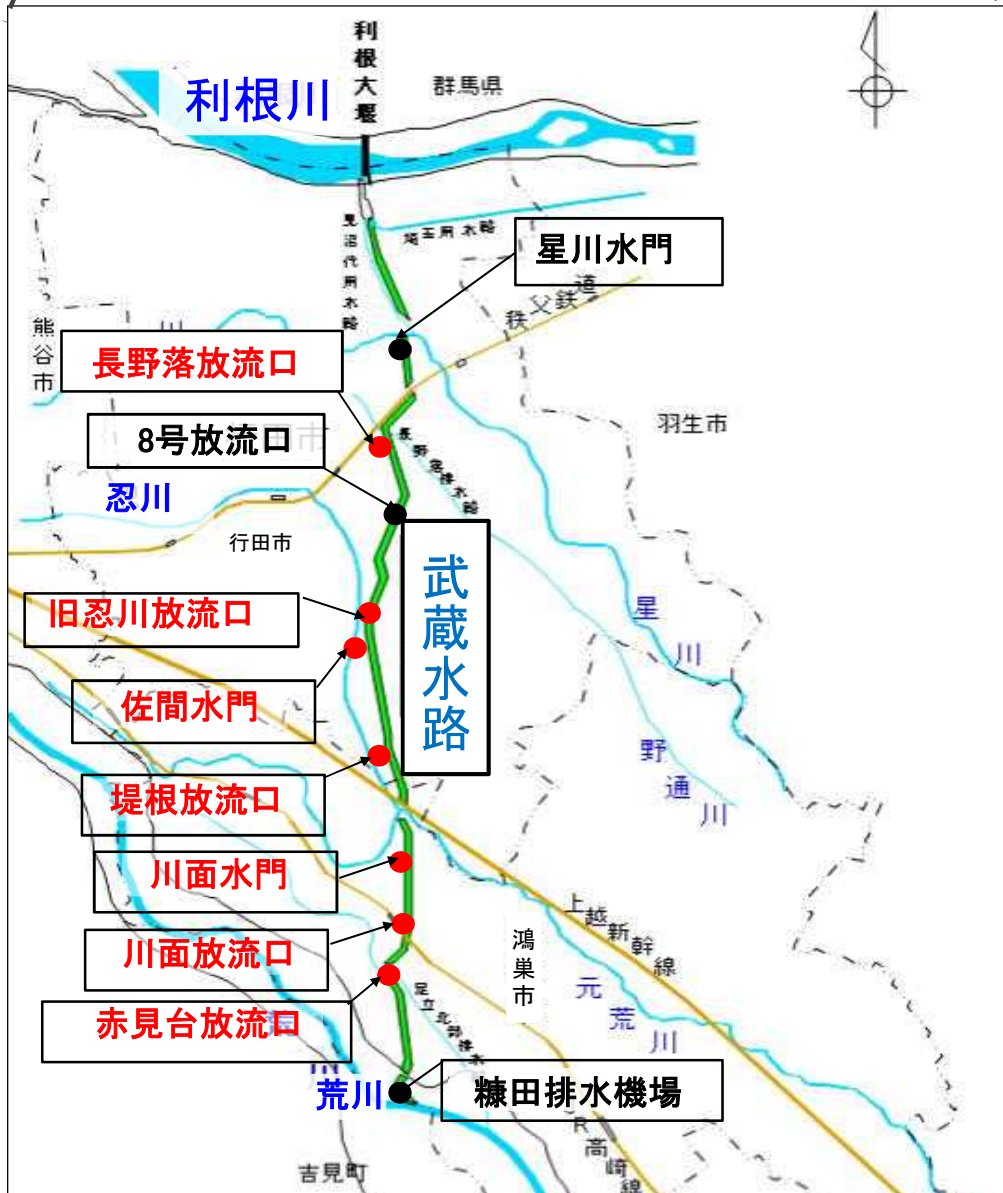 利根大堰
群馬県
利根川
見沼代用水路
埼玉用水路
星川水門
秩父鉄道
熊谷市
川
長野落放流口
羽生市
8号放流口
長野落排水路
忍川
行田市
武蔵水路
旧忍川放流口
星川
佐間水門
野通川
堤根放流口
川面水門
上越新幹線
川面放流口
鴻巣市
元荒川
赤見台放流口
足立北部排水
荒川
糠田排水機場
JR高崎線
吉見町